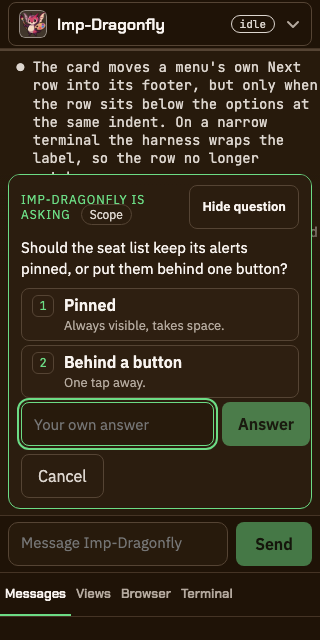 Imp-Dragonfly
idle
● The card moves a menu's own Next
row into its footer, but only when
the row sits below the options at
the same indent. On a narrow
terminal the harness wraps the
label, so the row no longer
IMP-DRAGONFLY IS
ASKING Scope
Hide question
Should the seat list keep its alerts
pinned, or put them behind one button?
1 Pinned
Always visible, takes space.
2 Behind a button
One tap away.
Your own answer
Answer
Cancel
Message Imp-Dragonfly
Send
Messages Views Browser Terminal